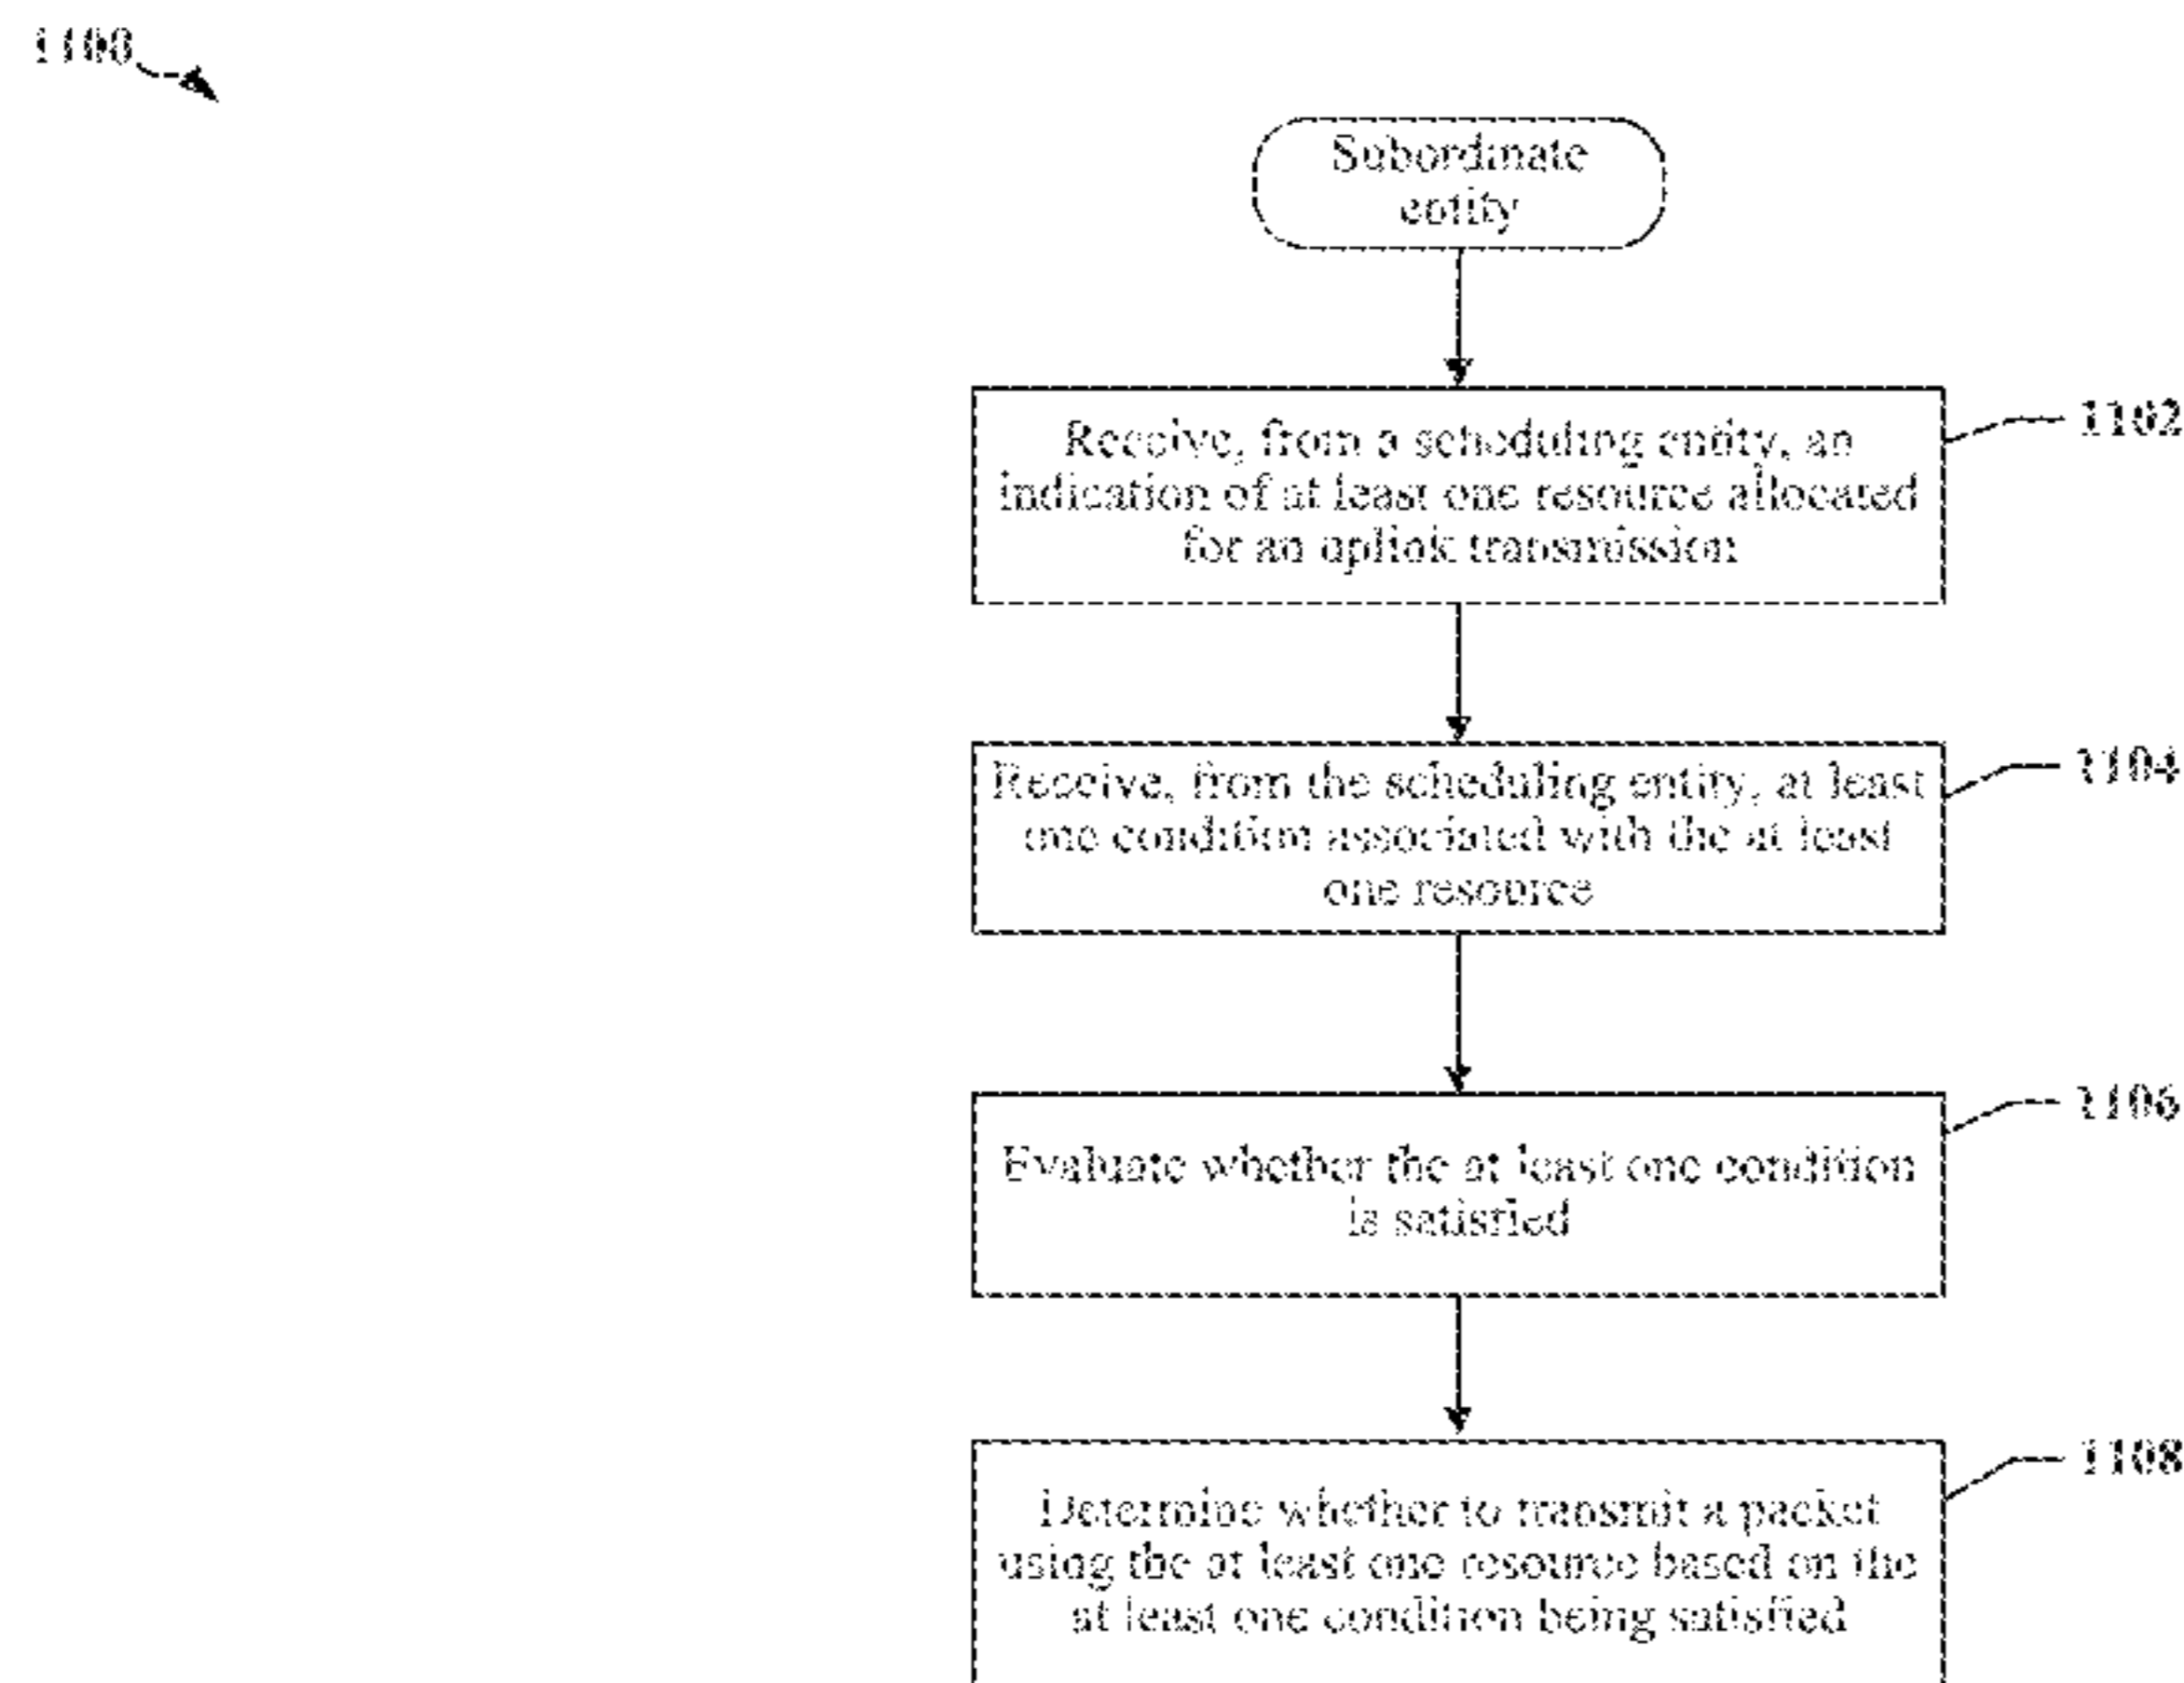 1100
Subordinate
entity
Receive, from a scheduling entity, an
indication of at least one resource allocated
for an uplink transmission
1102
Receive, from the scheduling entity, at least
one condition associated with the at least
one resource
1104
Evaluate whether the at least one condition
is satisfied
1106
Determine whether to transmit a packet
using the at least one resource based on the
at least one condition being satisfied
1108